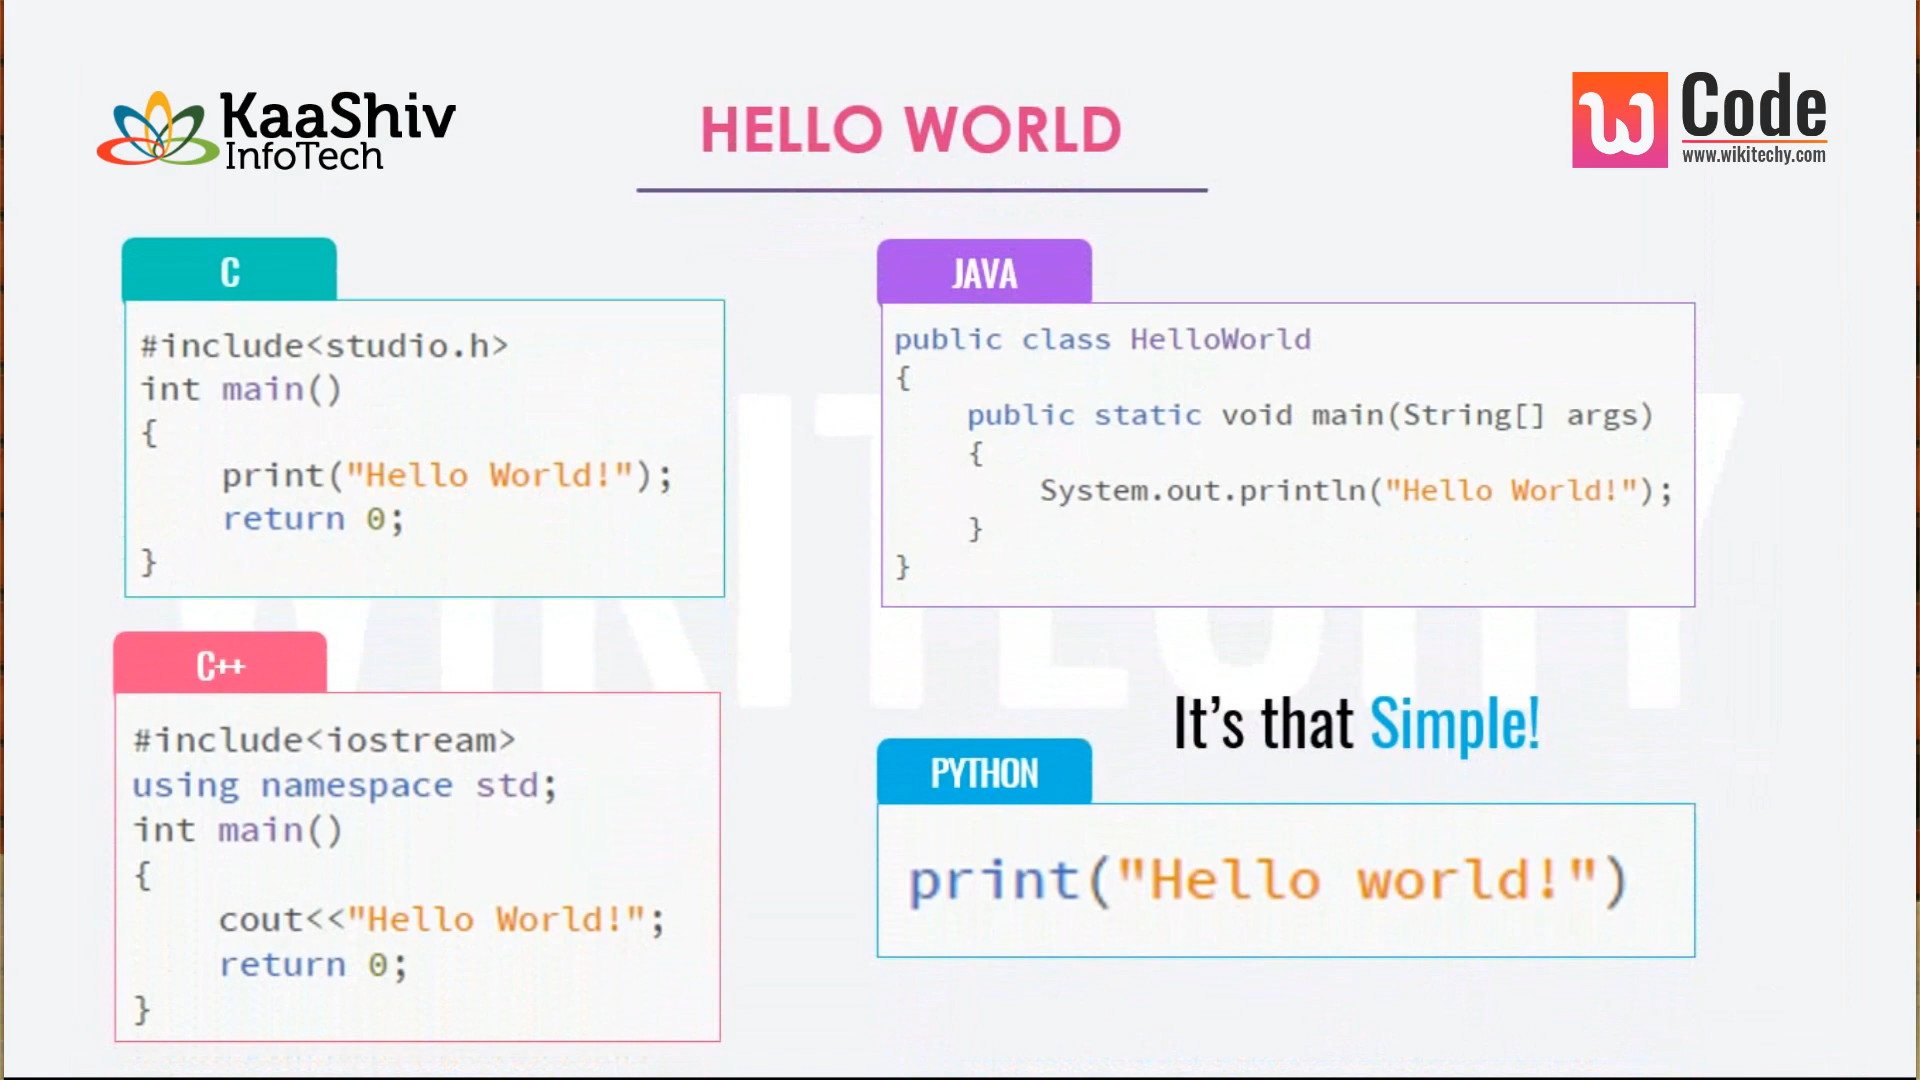 KaaShiv
InfoTech
HELLO WORLD
Code
www.wikitechy.com
C
#include<studio.h>
int main()
{
    print("Hello World!");
    return 0;
}
JAVA
public class HelloWorld
{
    public static void main(String[] args)
    {
        System.out.println("Hello World!");
    }
}
C++
#include<iostream>
using namespace std;
int main()
{
    cout<<"Hello World!";
    return 0;
}
It's that Simple!
PYTHON
print("Hello world!")
WIKITECHY